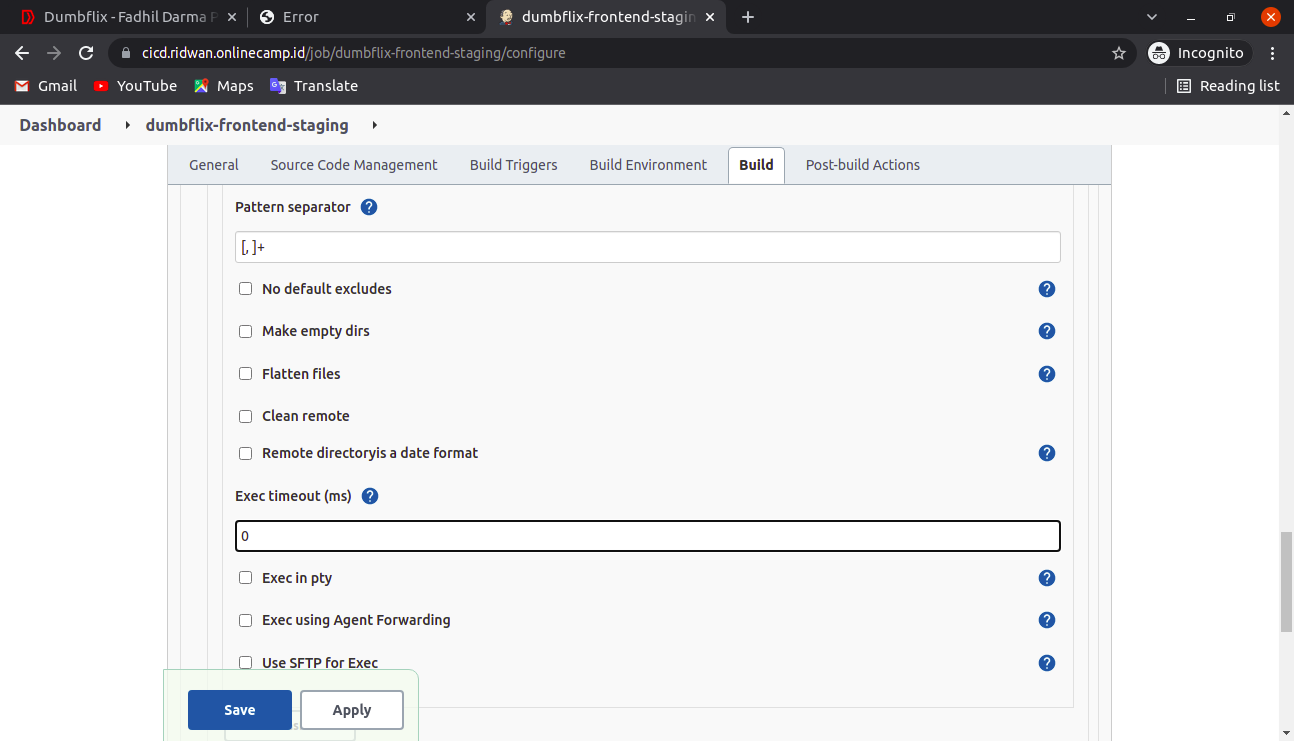 Dumbflix - Fadhil Darma P
Error
dumbflix-frontend-stagin
cicd.ridwan.onlinecamp.id/job/dumbflix-frontend-staging/configure
Incognito
Gmail
YouTube
Maps
Translate
Reading list
Dashboard
dumbflix-frontend-staging
General
Source Code Management
Build Triggers
Build Environment
Build
Post-build Actions
Pattern separator ?
[, ]+
No default excludes ?
Make empty dirs ?
Flatten files ?
Clean remote
Remote directoryis a date format ?
Exec timeout (ms) ?
0
Exec in pty ?
Exec using Agent Forwarding ?
Use SFTP for Exec ?
Save
Apply